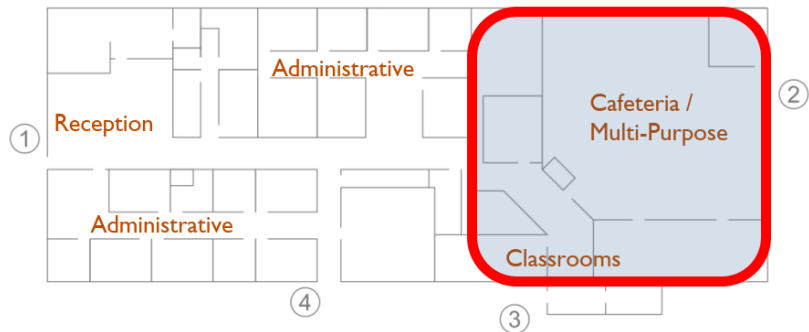 Administrative
Cafeteria /
Multi-Purpose
2
Reception
1
Administrative
Classrooms
4
3